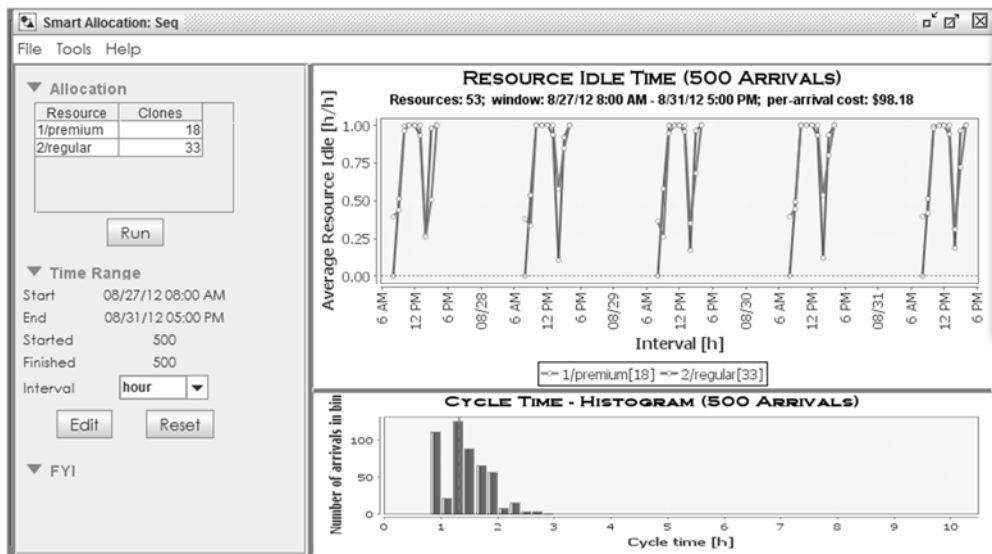 Smart Allocation: Seq
File Tools Help
Allocation
Resource Clones
1/premium 18
2/regular 33
Run
Time Range
Start 08/27/12 08:00 AM
End 08/31/12 05:00 PM
Started 500
Finished 500
Interval hour
Edit Reset
FYI
RESOURCE IDLE TIME (500 ARRIVALS)
Resources: 53; window: 8/27/12 8:00 AM - 8/31/12 5:00 PM; per-arrival cost: $98.18
Average Resource Idle [h/h]
1.00
0.75
0.50
0.25
0.00
6 AM 12 PM 6 PM 08/28 6 AM 12 PM 6 PM 08/29 6 AM 12 PM 6 PM 08/30 6 AM 12 PM 6 PM 08/31 6 AM 12 PM 6 PM
Interval [h]
1/premium[18] 2/regular[33]
CYCLE TIME - HISTOGRAM (500 ARRIVALS)
Number of arrivals in bin
100
50
0
0 1 2 3 4 5 6 7 8 9 10
Cycle time [h]